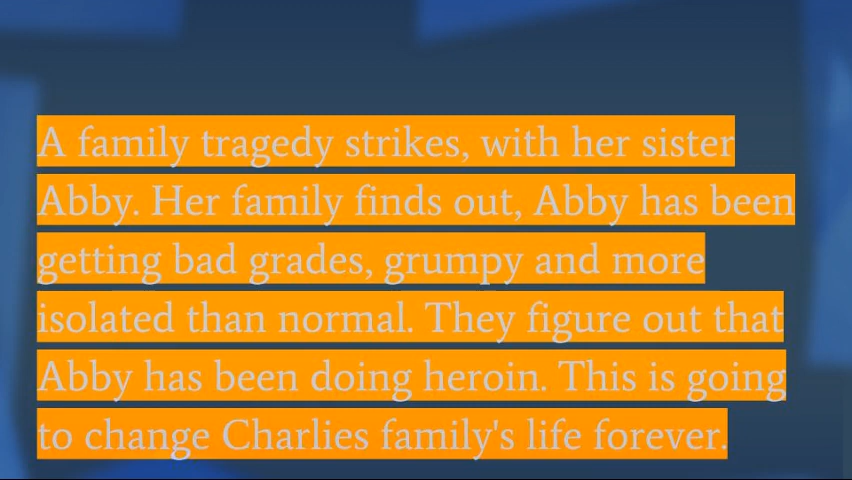 A family tragedy strikes, with her sister
Abby. Her family finds out, Abby has been
getting bad grades, grumpy and more
isolated than normal. They figure out that
Abby has been doing heroin. This is going
to change Charlies family's life forever.